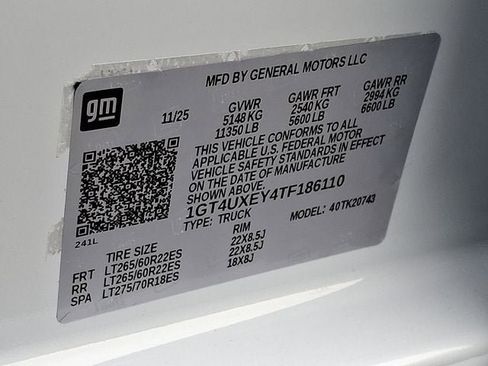 MFD BY GENERAL MOTORS LLC
gm
11/25
GVWR GAWR FRT GAWR RR
5148 KG 2540 KG 2994 KG
11350 LB 5600 LB 6600 LB
THIS VEHICLE CONFORMS TO ALL
APPLICABLE U.S. FEDERAL MOTOR
VEHICLE SAFETY STANDARDS IN EFFECT
ON THE DATE OF MANUFACTURE
SHOWN ABOVE.
1GT4UXEY4TF186110
TYPE: TRUCK MODEL: 40TK20743
241L
TIRE SIZE RIM
FRT LT265/60R22ES 22X8.5J
RR LT265/60R22ES 22X8.5J
SPA LT275/70R18ES 18X8J